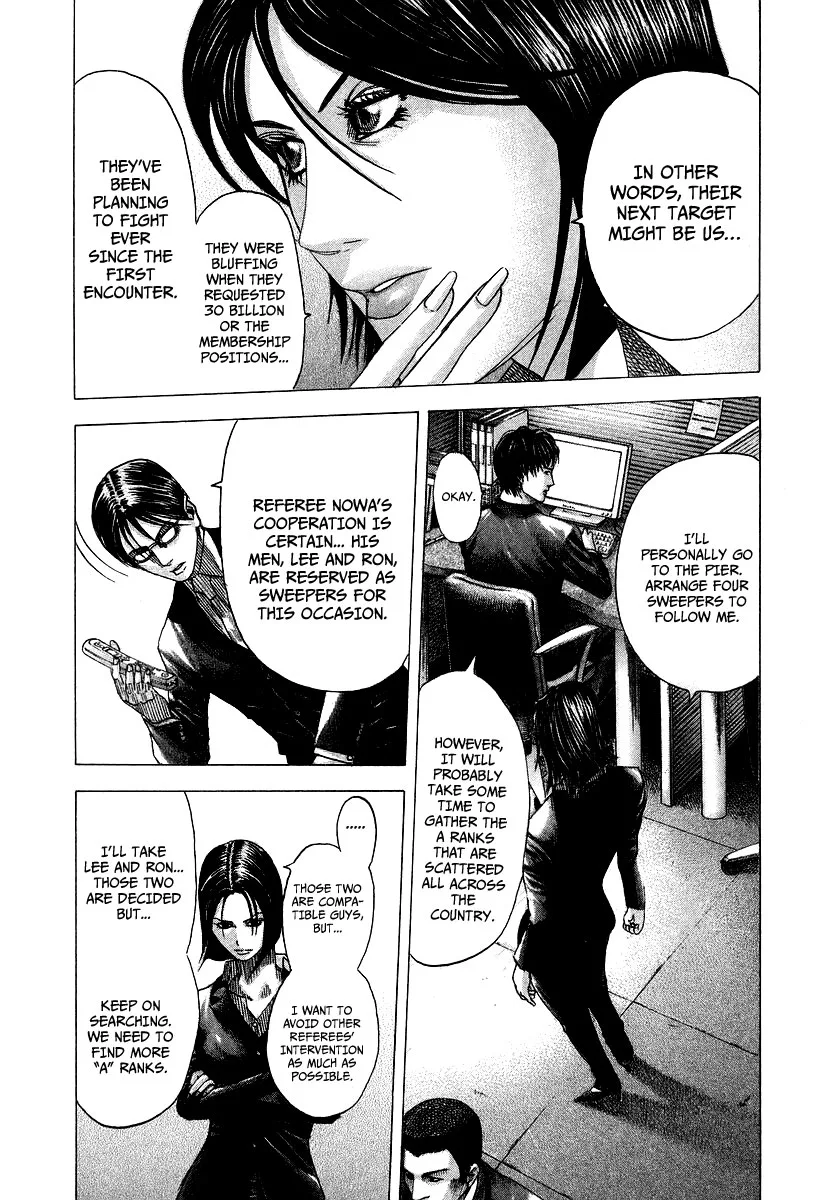 IN OTHER
WORDS, THEIR
NEXT TARGET
MIGHT BE US...
THEY WERE
BLUFFING
WHEN THEY
REQUESTED
30 BILLION
OR THE
MEMBERSHIP
POSITIONS...
THEY'VE
BEEN
PLANNING
TO FIGHT
EVER
SINCE THE
FIRST
ENCOUNTER.
I'LL
PERSONALLY GO
TO THE PIER.
ARRANGE FOUR
SWEEPERS TO
FOLLOW ME.
OKAY.
HOWEVER,
IT WILL
PROBABLY
TAKE SOME
TIME TO
GATHER THE
A RANKS
THAT ARE
SCATTERED
ALL ACROSS
THE
COUNTRY.
REFEREE NOWA'S
COOPERATION IS
CERTAIN... HIS
MEN, LEE AND RON,
ARE RESERVED AS
SWEEPERS FOR
THIS OCCASION.
.....
THOSE TWO
ARE COMPA-
TIBLE GUYS,
BUT...
I WANT TO
AVOID OTHER
REFEREES'
INTERVENTION
AS MUCH AS
POSSIBLE.
I'LL TAKE
LEE AND RON...
THOSE TWO
ARE DECIDED
BUT...
KEEP ON
SEARCHING.
WE NEED TO
FIND MORE
"A" RANKS.